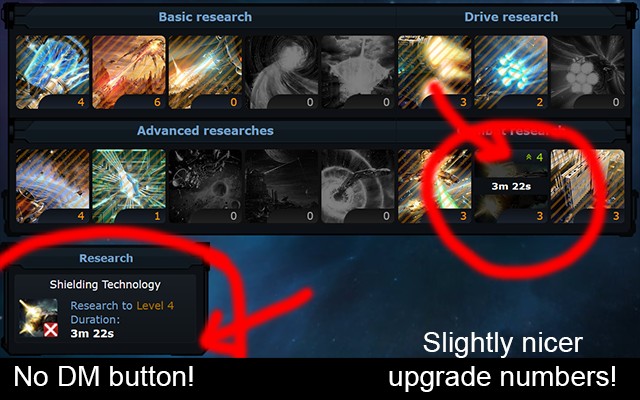 Basic research
Drive research
4
6
0
0
0
3
2
0
Advanced researches
research
4
1
0
0
0
3
4
3m 22s
3
3
Research
Shielding Technology
Research to Level 4
Duration:
3m 22s
No DM button!
Slightly nicer
upgrade numbers!